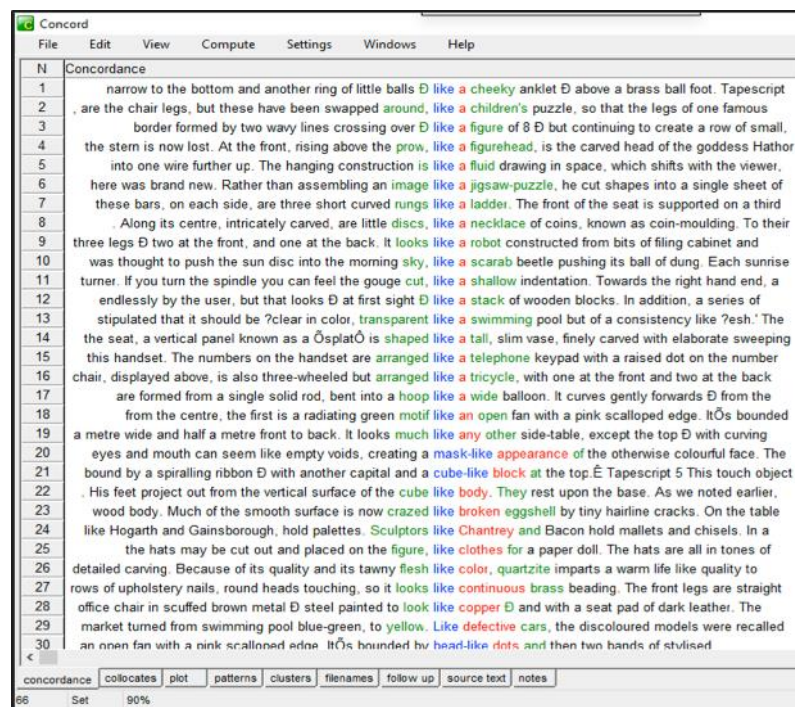 Concord
File Edit View Compute Settings Windows Help
N Concordance
1 narrow to the bottom and another ring of little balls Ð like a cheeky anklet Ð above a brass ball foot. Tapescript
2 , are the chair legs, but these have been swapped around, like a children's puzzle, so that the legs of one famous
3 border formed by two wavy lines crossing over Ð like a figure of 8 Ð but continuing to create a row of small,
4 the stern is now lost. At the front, rising above the prow, like a figurehead, is the carved head of the goddess Hathor
5 into one wire further up. The hanging construction is like a fluid drawing in space, which shifts with the viewer,
6 here was brand new. Rather than assembling an image like a jigsaw-puzzle, he cut shapes into a single sheet of
7 these bars, on each side, are three short curved rungs like a ladder. The front of the seat is supported on a third
8 . Along its centre, intricately carved, are little discs, like a necklace of coins, known as coin-moulding. To their
9 three legs Ð two at the front, and one at the back. It looks like a robot constructed from bits of filing cabinet and
10 was thought to push the sun disc into the morning sky, like a scarab beetle pushing its ball of dung. Each sunrise
11 turner. If you turn the spindle you can feel the gouge cut, like a shallow indentation. Towards the right hand end, a
12 endlessly by the user, but that looks Ð at first sight Ð like a stack of wooden blocks. In addition, a series of
13 stipulated that it should be ?clear in color, transparent like a swimming pool but of a consistency like ?esh.' The
14 the seat, a vertical panel known as a ÕsplatÔ is shaped like a tall, slim vase, finely carved with elaborate sweeping
15 this handset. The numbers on the handset are arranged like a telephone keypad with a raised dot on the number
16 chair, displayed above, is also three-wheeled but arranged like a tricycle, with one at the front and two at the back
17 are formed from a single solid rod, bent into a hoop like a wide balloon. It curves gently forwards Ð from the
18 from the centre, the first is a radiating green motif like an open fan with a pink scalloped edge. ItÕs bounded
19 a metre wide and half a metre front to back. It looks much like any other side-table, except the top Ð with curving
20 eyes and mouth can seem like empty voids, creating a mask-like appearance of the otherwise colourful face. The
21 bound by a spiralling ribbon Ð with another capital and a cube-like block at the top.Ê Tapescript 5 This touch object
22 . His feet project out from the vertical surface of the cube like body. They rest upon the base. As we noted earlier,
23 wood body. Much of the smooth surface is now crazed like broken eggshell by tiny hairline cracks. On the table
24 like Hogarth and Gainsborough, hold palettes. Sculptors like Chantrey and Bacon hold mallets and chisels. In a
25 the hats may be cut out and placed on the figure, like clothes for a paper doll. The hats are all in tones of
26 detailed carving. Because of its quality and its tawny flesh like color, quartzite imparts a warm life like quality to
27 rows of upholstery nails, round heads touching, so it looks like continuous brass beading. The front legs are straight
28 office chair in scuffed brown metal Ð steel painted to look like copper Ð and with a seat pad of dark leather. The
29 market turned from swimming pool blue-green, to yellow. Like defective cars, the discoloured models were recalled
30 an open fan with a pink scalloped edge. ItÕs bounded by bead-like dots and then two bands of stylised
concordance collocates plot patterns clusters filenames follow up source text notes
66 Set 90%